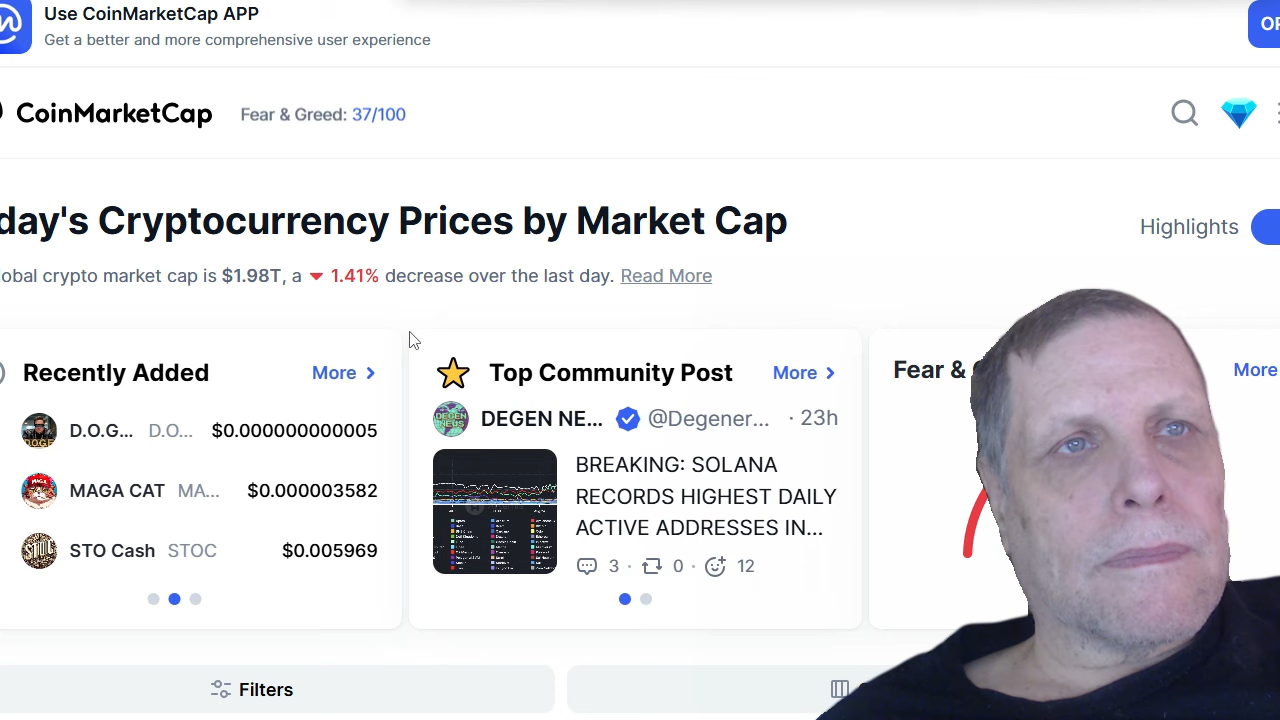 Use CoinMarketCap APP
Get a better and more comprehensive user experience
CoinMarketCap Fear & Greed: 37/100
day's Cryptocurrency Prices by Market Cap
Highlights
obal crypto market cap is $1.98T, a 1.41% decrease over the last day. Read More
Recently Added More
D.O.G... D.O... $0.000000000005
MAGA CAT MA... $0.000003582
STO Cash STOC $0.005969
Top Community Post More
DEGEN NE... @Degener... · 23h
BREAKING: SOLANA
RECORDS HIGHEST DAILY
ACTIVE ADDRESSES IN...
3 · 0 · 12
Fear &
More
Filters